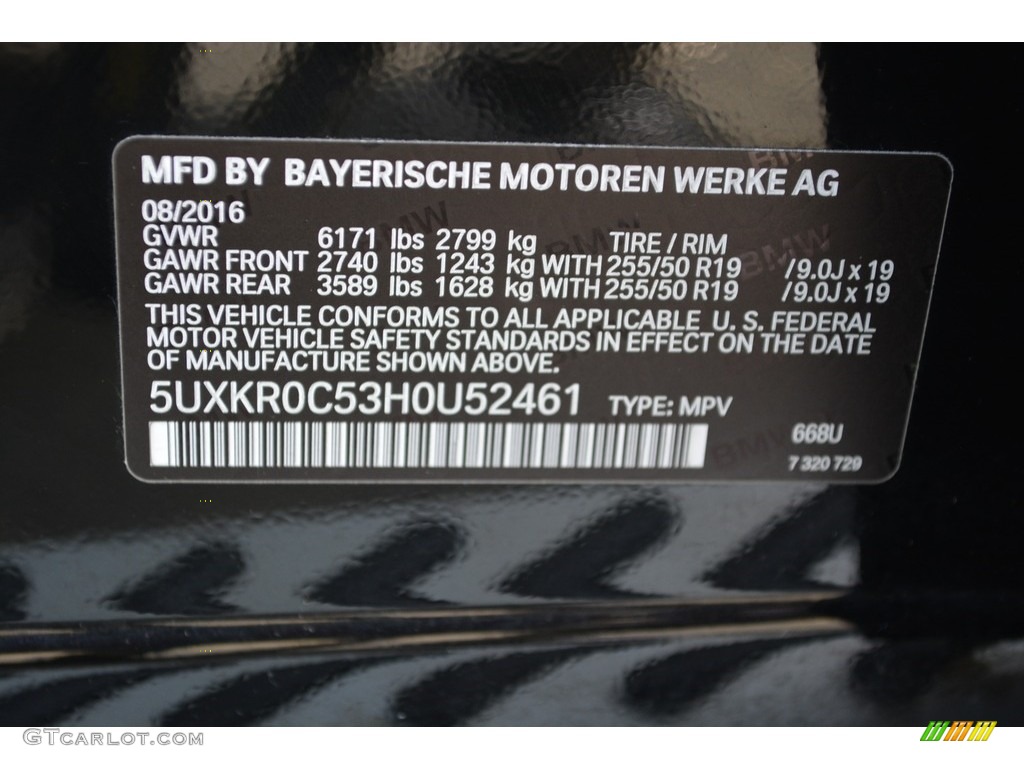 MFD BY BAYERISCHE MOTOREN WERKE AG
08/2016
GVWR 6171 lbs 2799 kg TIRE / RIM
GAWR FRONT 2740 lbs 1243 kg WITH 255/50 R19 /9.0J x 19
GAWR REAR 3589 lbs 1628 kg WITH 255/50 R19 /9.0J x 19
THIS VEHICLE CONFORMS TO ALL APPLICABLE U. S. FEDERAL
MOTOR VEHICLE SAFETY STANDARDS IN EFFECT ON THE DATE
OF MANUFACTURE SHOWN ABOVE.
5UXKR0C53H0U52461 TYPE: MPV
668U
7 320 729
GTCarLot.com